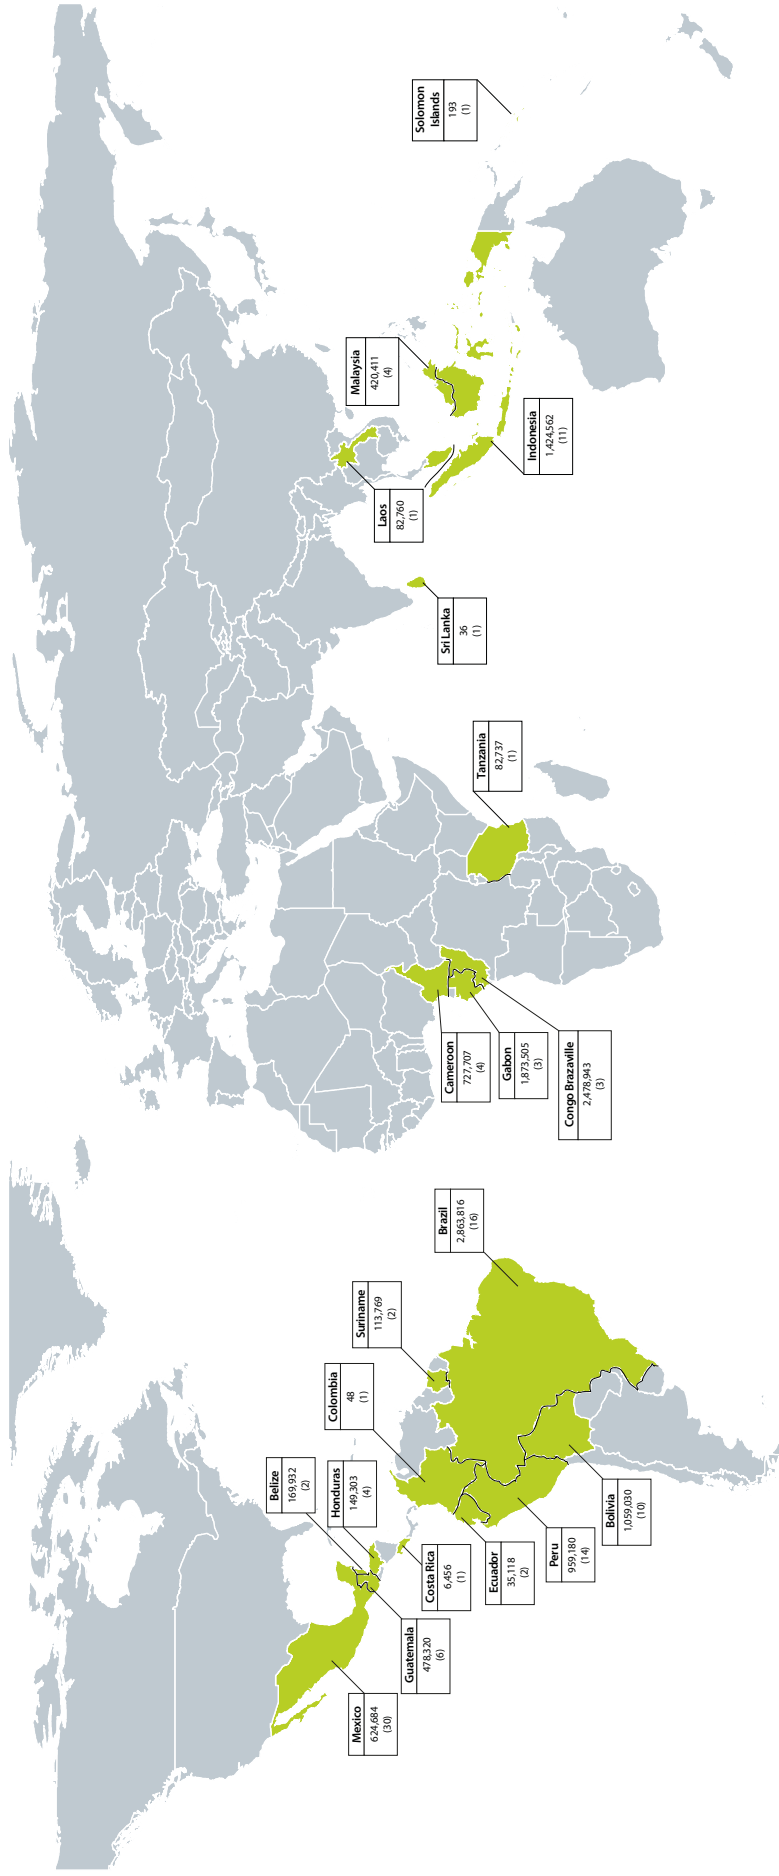 Mexico
624,684
(30)
Guatemala
478,320
(6)
Belize
169,932
(2)
Honduras
149,303
(4)
Costa Rica
6,456
(1)
Colombia
48
(1)
Ecuador
35,118
(2)
Peru
959,180
(14)
Bolivia
1,059,030
(10)
Suriname
113,769
(2)
Brazil
2,863,816
(16)
Cameroon
727,707
(4)
Gabon
1,873,505
(3)
Congo Brazaville
2,478,943
(3)
Tanzania
82,737
(1)
Sri Lanka
36
(1)
Laos
82,760
(1)
Malaysia
420,411
(4)
Indonesia
1,424,562
(11)
Solomon
Islands
193
(1)